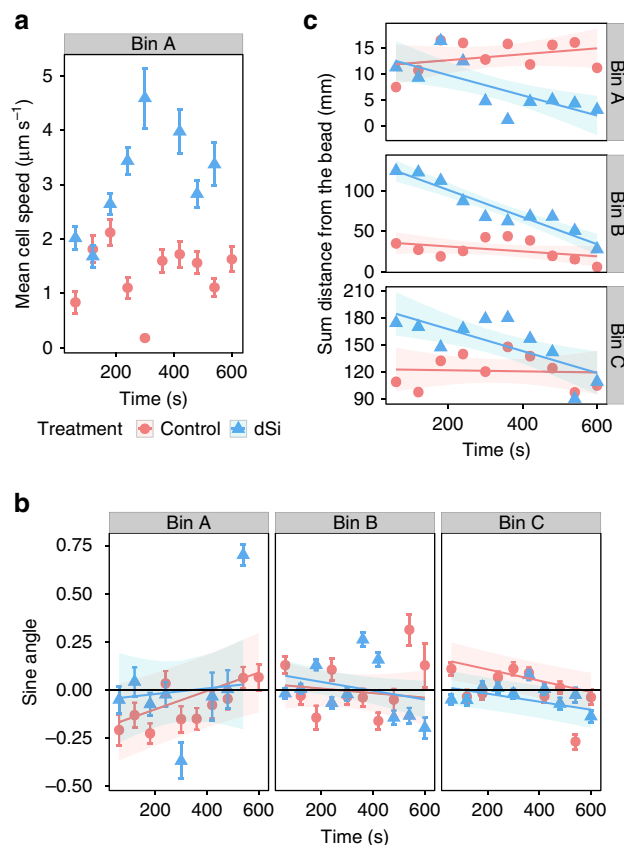 a
Bin A
Mean cell speed (μm s⁻¹)
5
4
3
2
1
0
200 400 600
Time (s)
Treatment Control dSi
c
Sum distance from the bead (mm)
15
10
5
0
Bin A
100
50
0
Bin B
210
180
150
120
90
Bin C
200 400 600
Time (s)
b
Bin A Bin B Bin C
Sine angle
0.75
0.50
0.25
0.00
−0.25
−0.50
200 400 600 200 400 600 200 400 600
Time (s)